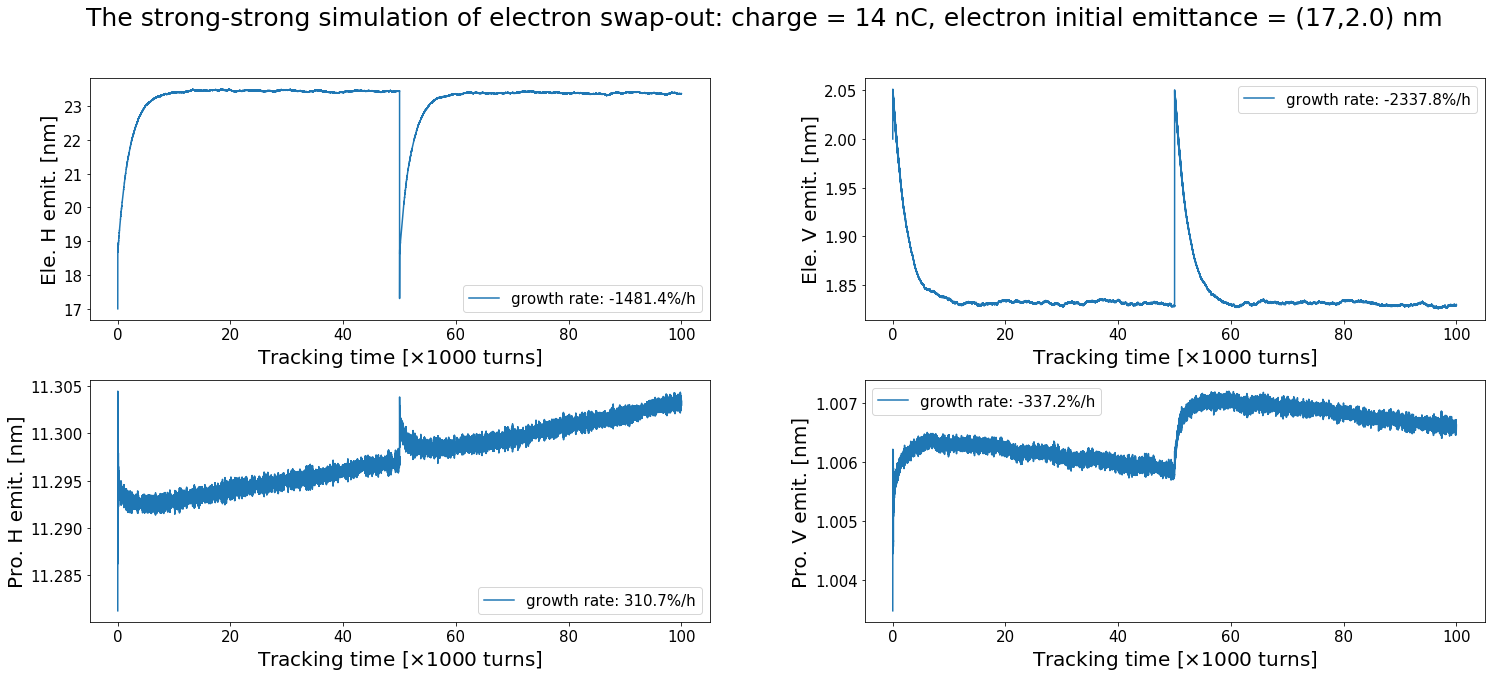 The strong-strong simulation of electron swap-out: charge = 14 nC, electron initial emittance = (17,2.0) nm
Ele. H emit. [nm]
23
22
21
20
19
18
17
growth rate: -1481.4%/h
0 20 40 60 80 100
Tracking time [×1000 turns]
Ele. V emit. [nm]
2.05
2.00
1.95
1.90
1.85
growth rate: -2337.8%/h
0 20 40 60 80 100
Tracking time [×1000 turns]
Pro. H emit. [nm]
11.305
11.300
11.295
11.290
11.285
growth rate: 310.7%/h
0 20 40 60 80 100
Tracking time [×1000 turns]
Pro. V emit. [nm]
1.007
1.006
1.005
1.004
growth rate: -337.2%/h
0 20 40 60 80 100
Tracking time [×1000 turns]